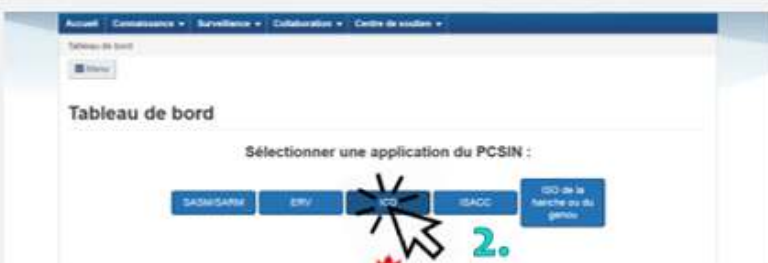 Accueil Connaissance Surveillance Collaboration Centre de soutien
Tableau de bord
Menu
Tableau de bord
Sélectionner une application du PCSIN :
SASM/SARM ERV ICD ISACC ISO de la hanche ou du genou
2.